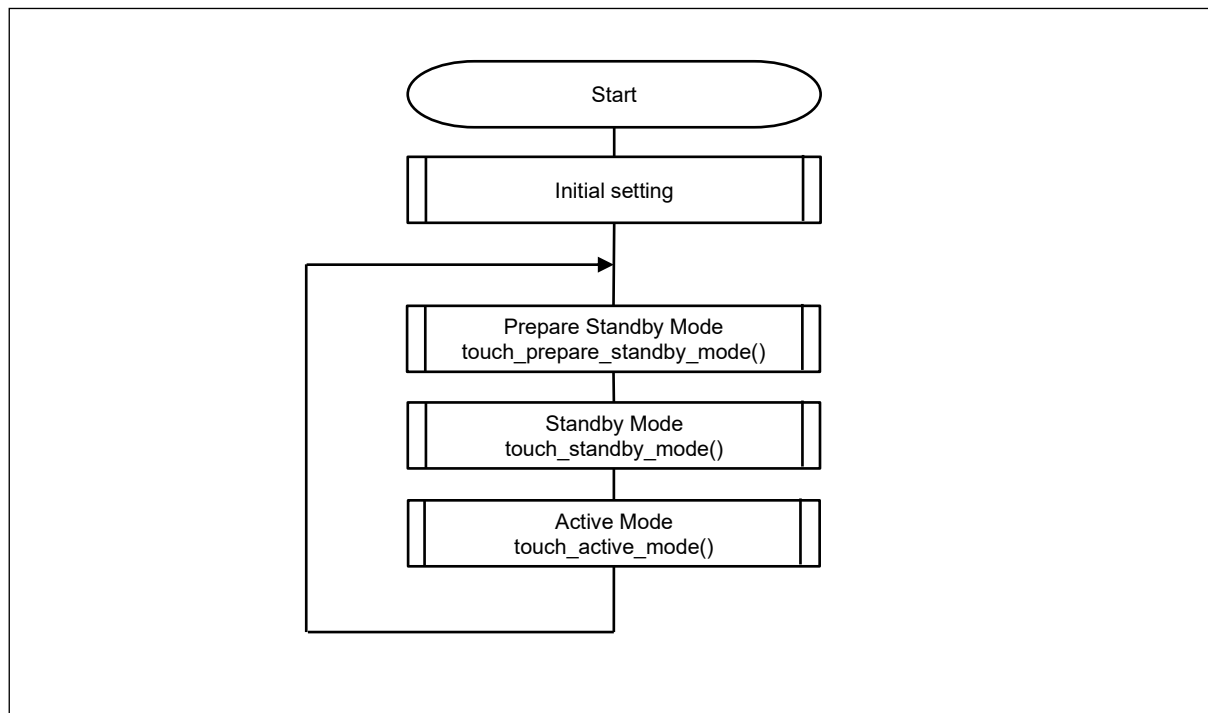 Start
Initial setting
Prepare Standby Mode
touch_prepare_standby_mode()
Standby Mode
touch_standby_mode()
Active Mode
touch_active_mode()